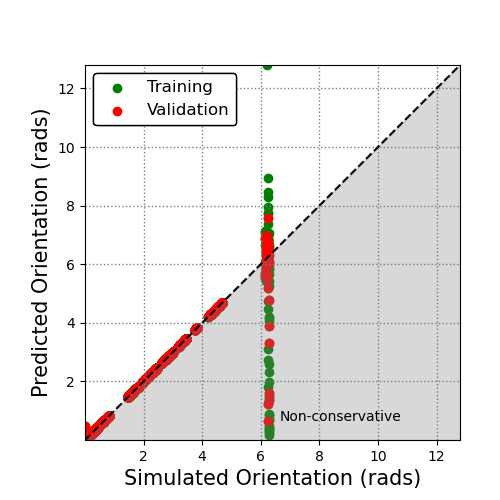 Training
Validation
12
10
8
6
4
2
Predicted Orientation (rads)
Non-conservative
2 4 6 8 10 12
Simulated Orientation (rads)